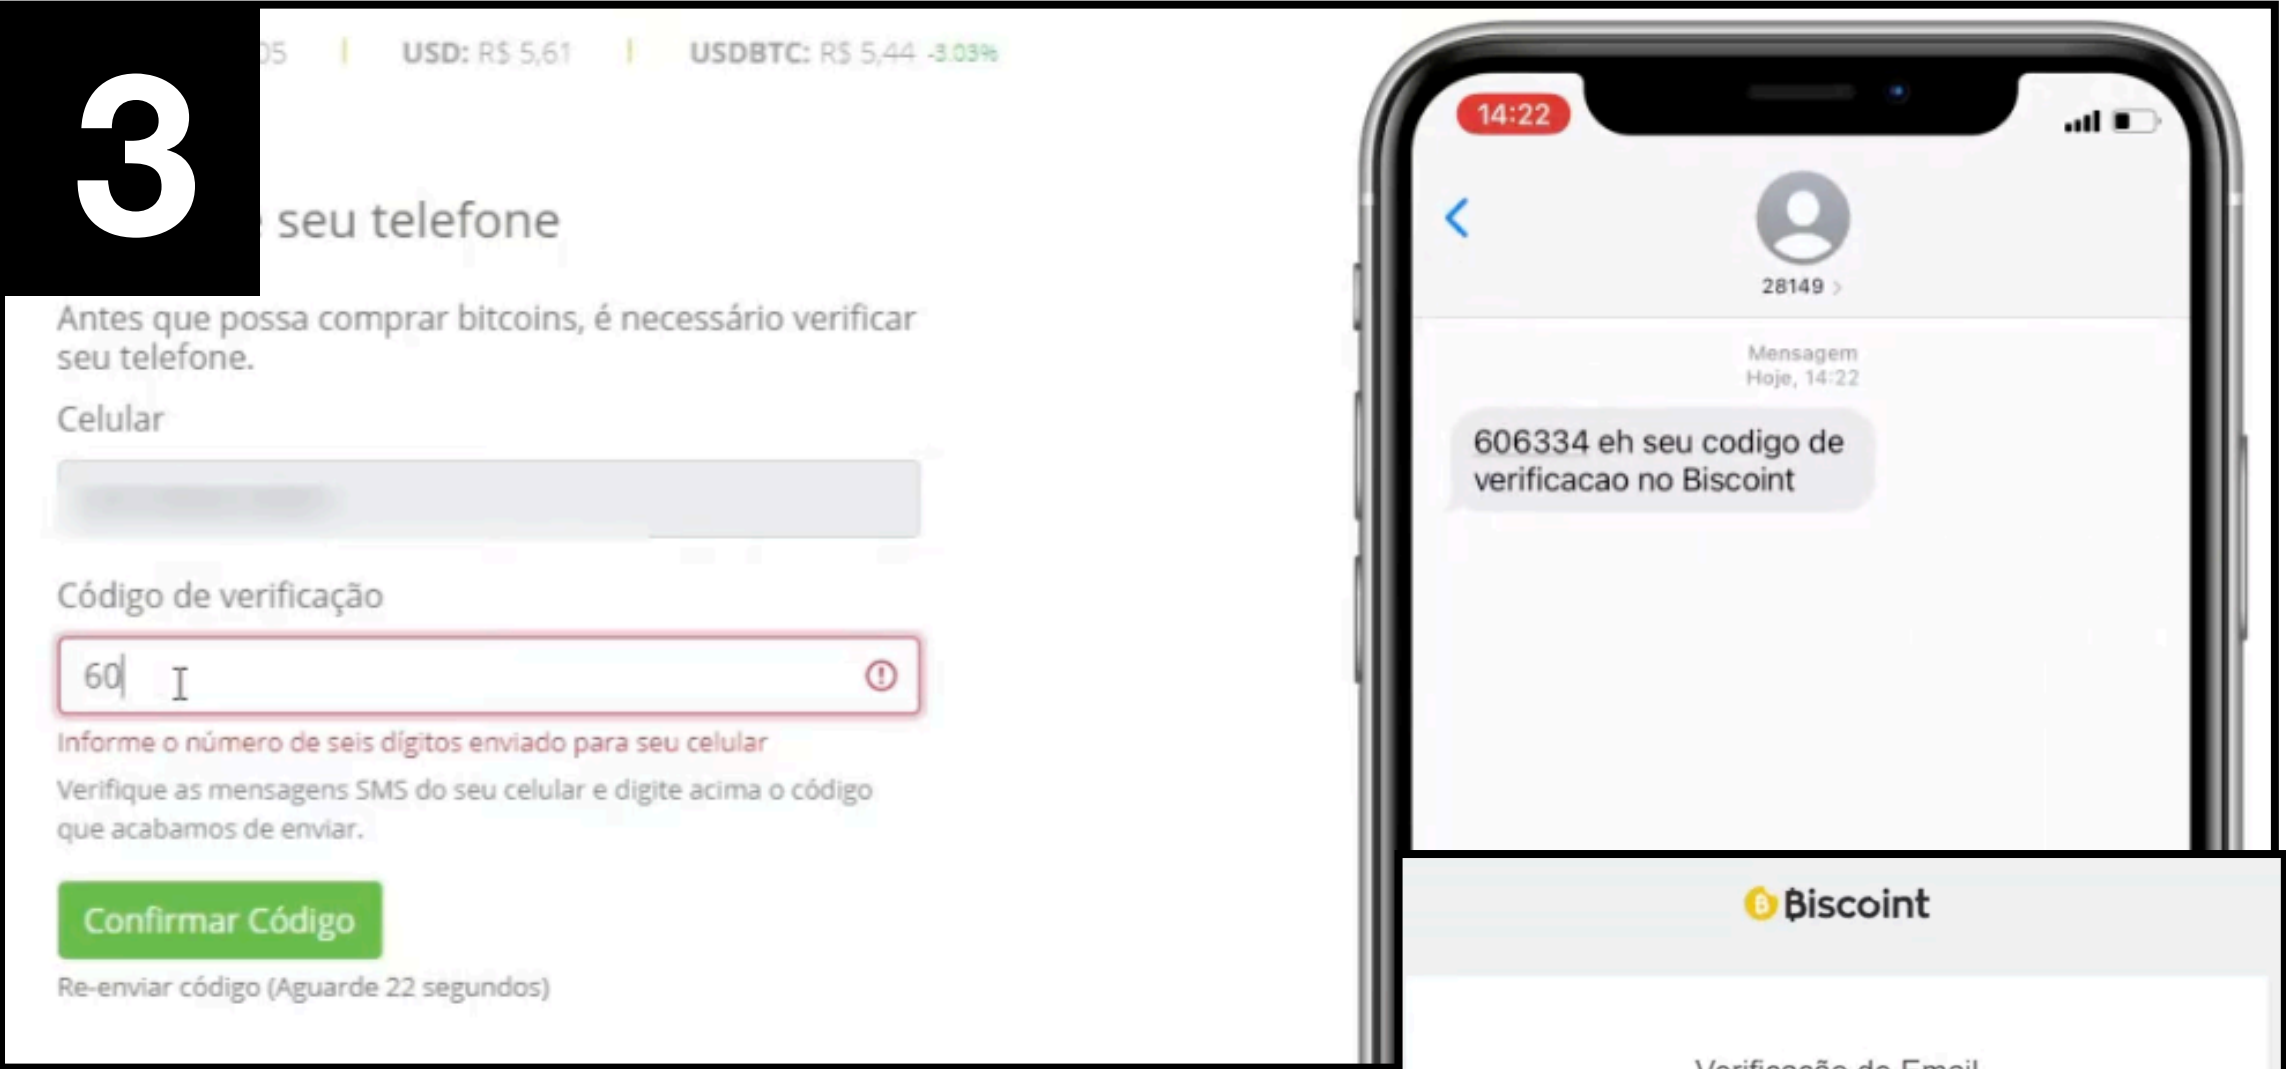 3
05 | USD: R$ 5,61 | USDBTC: R$ 5,44 -3.03%
seu telefone
Antes que possa comprar bitcoins, é necessário verificar
seu telefone.
Celular
Código de verificação
60
Informe o número de seis dígitos enviado para seu celular
Verifique as mensagens SMS do seu celular e digite acima o código
que acabamos de enviar.
Confirmar Código
Re-enviar código (Aguarde 22 segundos)
14:22
28149 >
Mensagem
Hoje, 14:22
606334 eh seu codigo de
verificacao no Biscoint
Biscoint
Verificação de Email